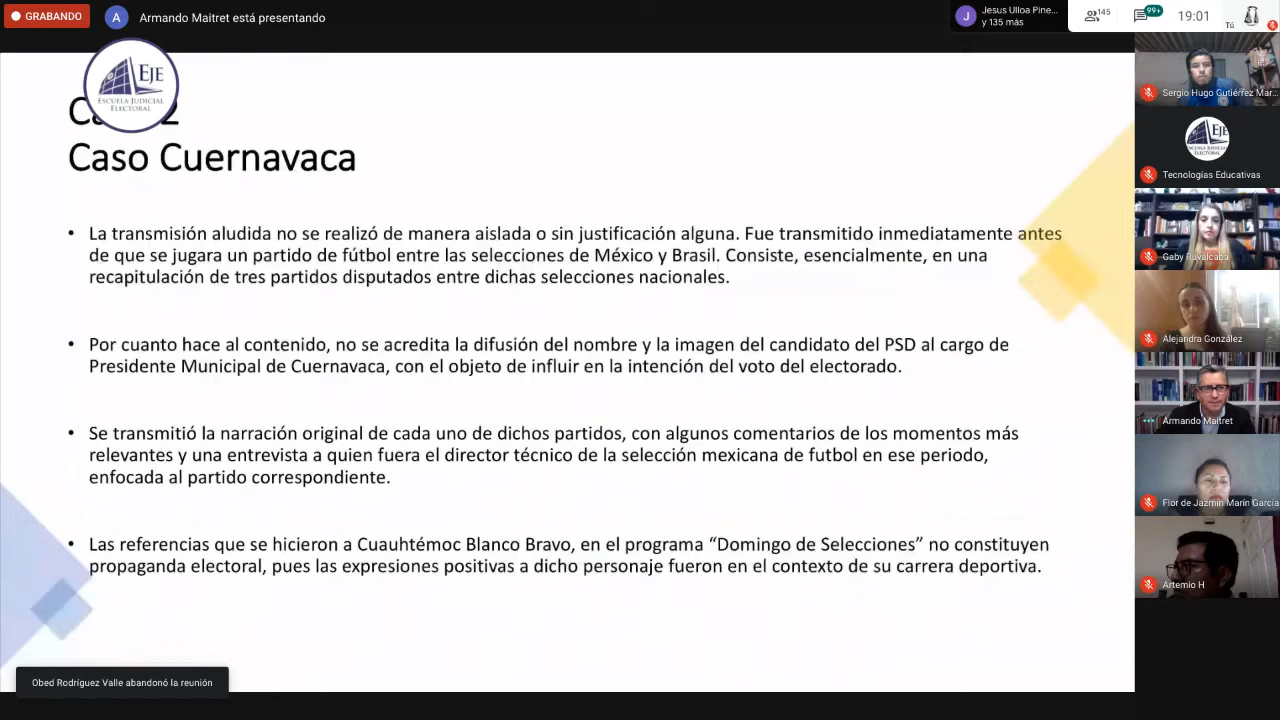 GRABANDO
A
Armando Maitret está presentando
J
Jesus Ulloa Pine...
y 135 más
145
99+
19:01
Tú
EJE
ESCUELA JUDICIAL
ELECTORAL
Caso Cuernavaca
• La transmisión aludida no se realizó de manera aislada o sin justificación alguna. Fue transmitido inmediatamente antes
de que se jugara un partido de fútbol entre las selecciones de México y Brasil. Consiste, esencialmente, en una
recapitulación de tres partidos disputados entre dichas selecciones nacionales.
• Por cuanto hace al contenido, no se acredita la difusión del nombre y la imagen del candidato del PSD al cargo de
Presidente Municipal de Cuernavaca, con el objeto de influir en la intención del voto del electorado.
• Se transmitió la narración original de cada uno de dichos partidos, con algunos comentarios de los momentos más
relevantes y una entrevista a quien fuera el director técnico de la selección mexicana de futbol en ese periodo,
enfocada al partido correspondiente.
• Las referencias que se hicieron a Cuauhtémoc Blanco Bravo, en el programa “Domingo de Selecciones” no constituyen
propaganda electoral, pues las expresiones positivas a dicho personaje fueron en el contexto de su carrera deportiva.
Obed Rodríguez Valle abandonó la reunión
Sergio Hugo Gutiérrez Mar...
EJE
ESCUELA JUDICIAL
ELECTORAL
Tecnologías Educativas
Gaby Ruvalcaba
Alejandra González
Armando Maitret
Flor de Jazmín Marín García
Artemio H